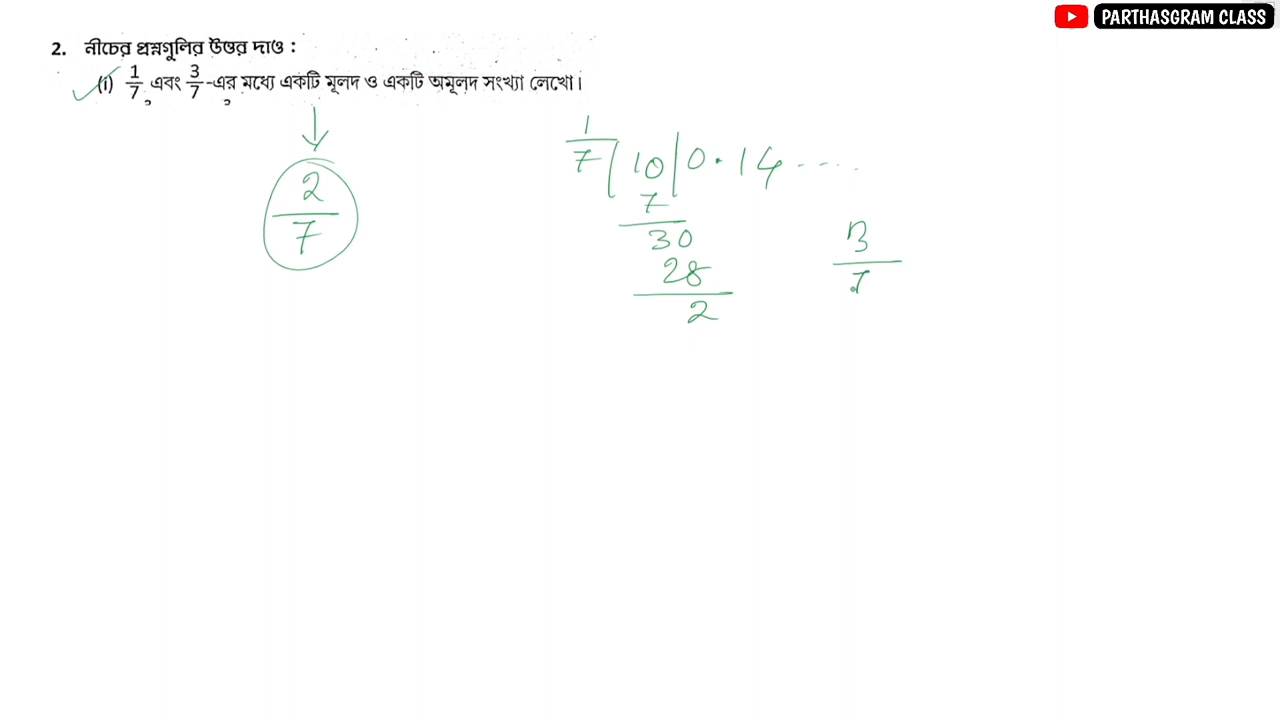 PARTHASGRAM CLASS
2. নীচের প্রশ্নগুলির উত্তর দাও :
(i) 1/7 এবং 3/7-এর মধ্যে একটি মূলদ ও একটি অমূলদ সংখ্যা লেখো।
2/7
1
7 ) 10 ( 0.14 .....
7
30
28
2
3/7